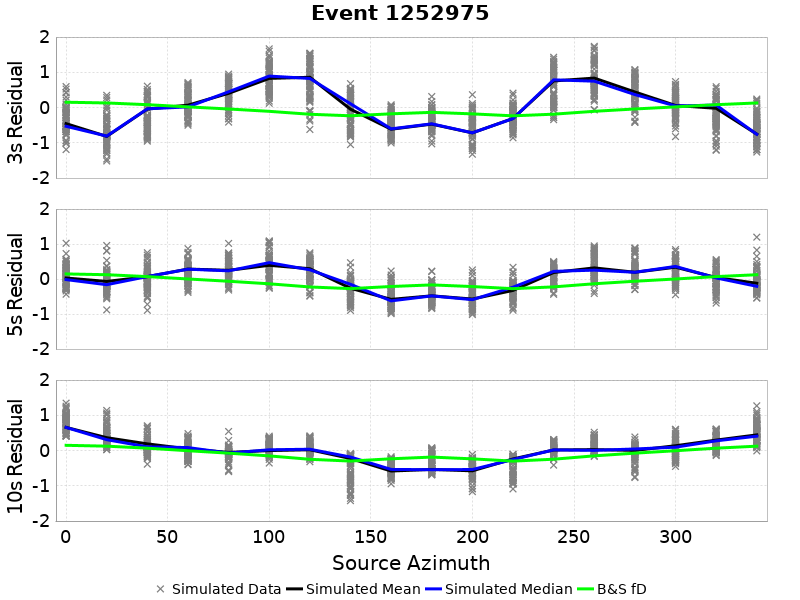 Event 1252975
3s Residual
2
1
0
-1
-2
5s Residual
2
1
0
-1
-2
10s Residual
2
1
0
-1
-2
0 50 100 150 200 250 300
Source Azimuth
Simulated Data Simulated Mean Simulated Median B&S fD